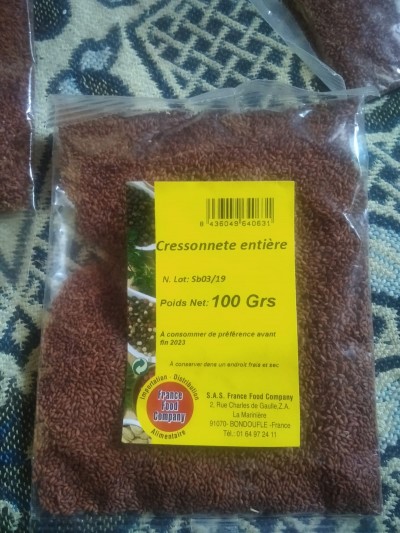 8 436049 640631
Cressonnete entière
N. Lot: Sb03/19
Poids Net: 100 Grs
À consommer de préférence avant
fin 2023
À conserver dans un endroit frais et sec
Importation - Distribution
France
Food
Company
Alimentaire
S.A.S. France Food Company
2, Rue Charles de Gaulle,Z.A,
La Marinière
91070- BONDOUFLE -France
Tél.: 01 64 97 24 11